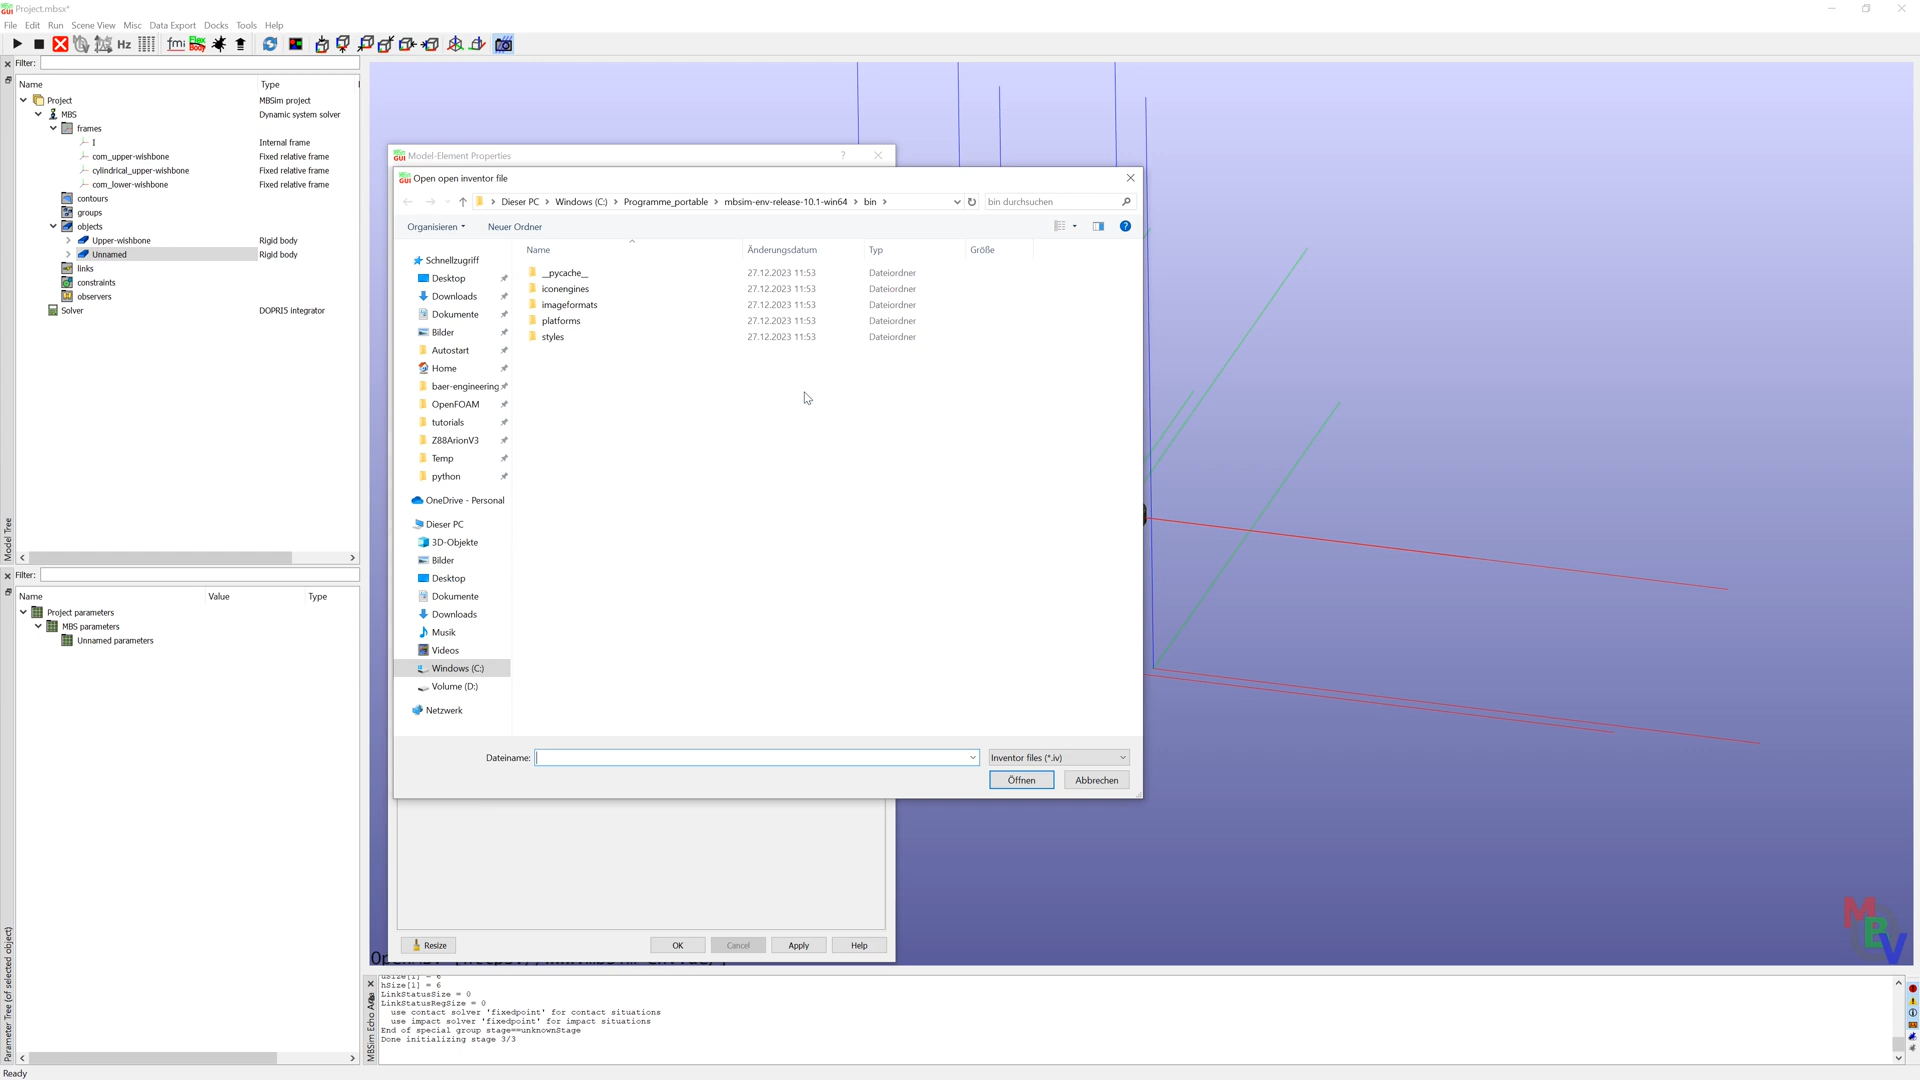 Project.mbsx*
File Edit Run Scene View Misc Data Export Docks Tools Help
Hz fmi Flex Body
Filter:
Name Type
Project MBSim project
MBS Dynamic system solver
frames
I Internal frame
com_upper-wishbone Fixed relative frame
cylindrical_upper-wishbone Fixed relative frame
com_lower-wishbone Fixed relative frame
contours
groups
objects
Upper-wishbone Rigid body
Unnamed Rigid body
links
constraints
observers
Solver DOPRI5 integrator
Model Tree
Filter:
Name Value Type
Project parameters
MBS parameters
Unnamed parameters
Parameter Tree (of selected object)
Model-Element Properties ?
Open open inventor file
Dieser PC Windows (C:) Programme_portable mbsim-env-release-10.1-win64 bin bin durchsuchen
Organisieren Neuer Ordner
Name Änderungsdatum Typ Größe
__pycache__ 27.12.2023 11:53 Dateiordner
iconengines 27.12.2023 11:53 Dateiordner
imageformats 27.12.2023 11:53 Dateiordner
platforms 27.12.2023 11:53 Dateiordner
styles 27.12.2023 11:53 Dateiordner
Schnellzugriff
Desktop
Downloads
Dokumente
Bilder
Autostart
Home
baer-engineering
OpenFOAM
tutorials
Z88ArionV3
Temp
python
OneDrive - Personal
Dieser PC
3D-Objekte
Bilder
Desktop
Dokumente
Downloads
Musik
Videos
Windows (C:)
Volume (D:)
Netzwerk
Dateiname: Inventor files (*.iv)
Öffnen Abbrechen
Resize OK Cancel Apply Help
MBV
MBSim Echo Area
uSize[1] = 6
hSize[1] = 6
LinkStatusSize = 0
LinkStatusRegSize = 0
use contact solver 'fixedpoint' for contact situations
use impact solver 'fixedpoint' for impact situations
End of special group stage==unknownStage
Done initializing stage 3/3
Ready